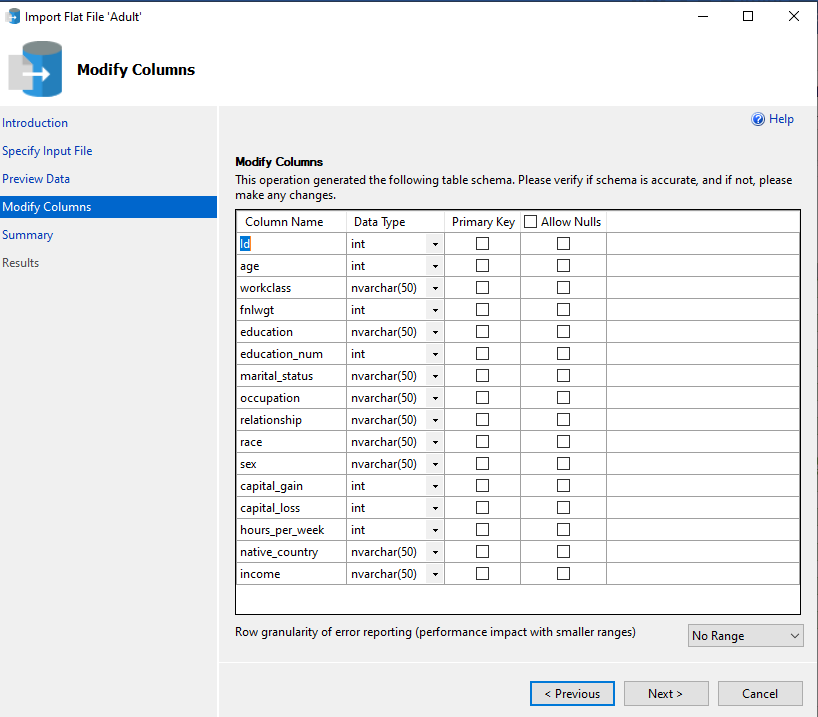 Import Flat File 'Adult'
Modify Columns
Introduction
Specify Input File
Preview Data
Modify Columns
Summary
Results
Help
Modify Columns
This operation generated the following table schema. Please verify if schema is accurate, and if not, please
make any changes.
Column Name Data Type Primary Key Allow Nulls
Id int
age int
workclass nvarchar(50)
fnlwgt int
education nvarchar(50)
education_num int
marital_status nvarchar(50)
occupation nvarchar(50)
relationship nvarchar(50)
race nvarchar(50)
sex nvarchar(50)
capital_gain int
capital_loss int
hours_per_week int
native_country nvarchar(50)
income nvarchar(50)
Row granularity of error reporting (performance impact with smaller ranges) No Range
< Previous Next > Cancel